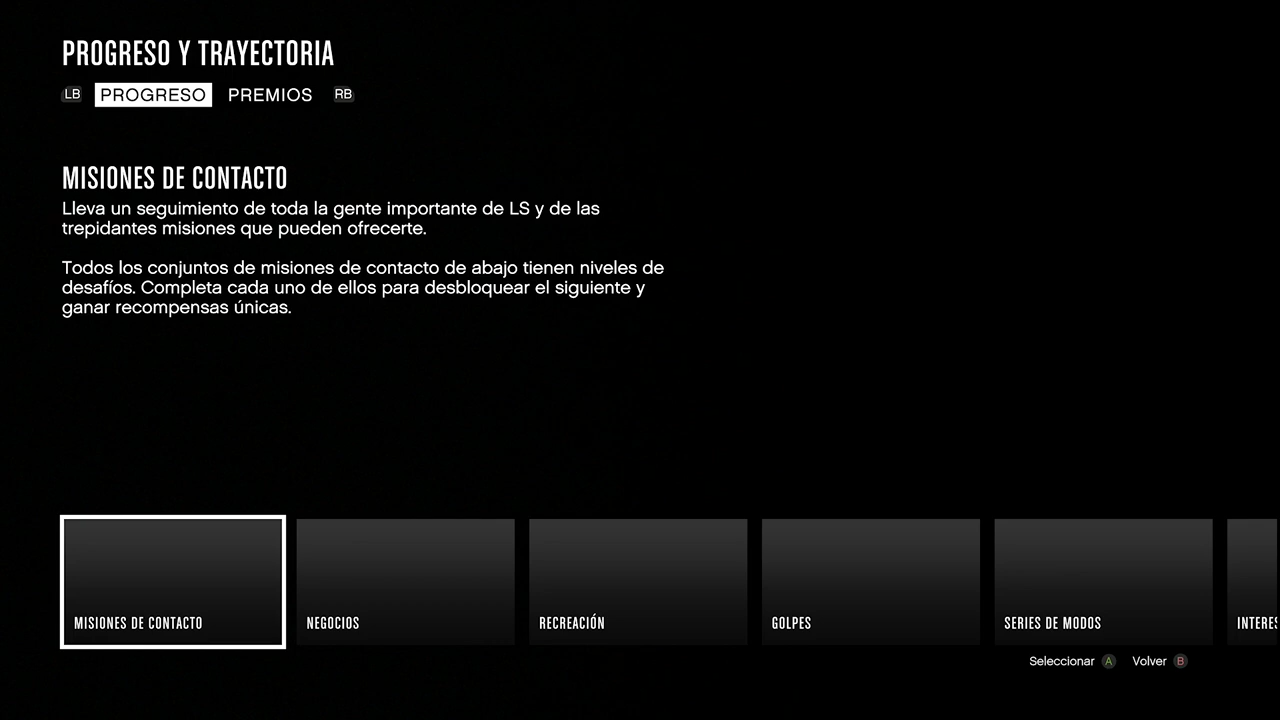 PROGRESO Y TRAYECTORIA
LB PROGRESO PREMIOS RB
MISIONES DE CONTACTO
Lleva un seguimiento de toda la gente importante de LS y de las
trepidantes misiones que pueden ofrecerte.
Todos los conjuntos de misiones de contacto de abajo tienen niveles de
desafíos. Completa cada uno de ellos para desbloquear el siguiente y
ganar recompensas únicas.
MISIONES DE CONTACTO NEGOCIOS RECREACIÓN GOLPES SERIES DE MODOS INTERES
Seleccionar A Volver B